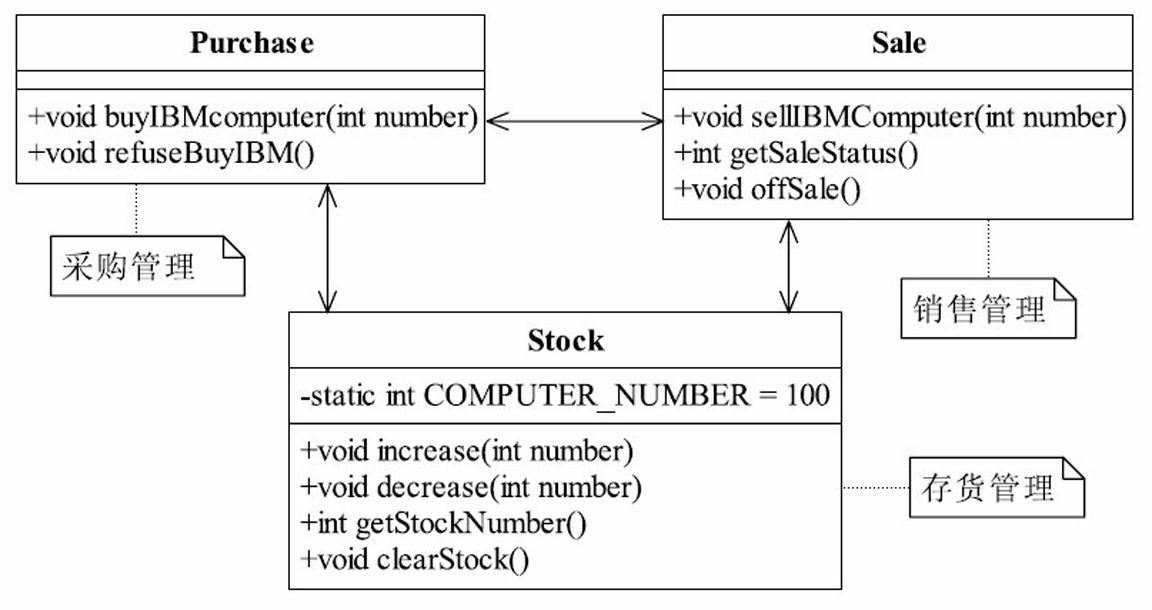 Purchase
+void buyIBMcomputer(int number)
+void refuseBuyIBM()
采购管理
Sale
+void sellIBMComputer(int number)
+int getSaleStatus()
+void offSale()
销售管理
Stock
-static int COMPUTER_NUMBER = 100
+void increase(int number)
+void decrease(int number)
+int getStockNumber()
+void clearStock()
存货管理